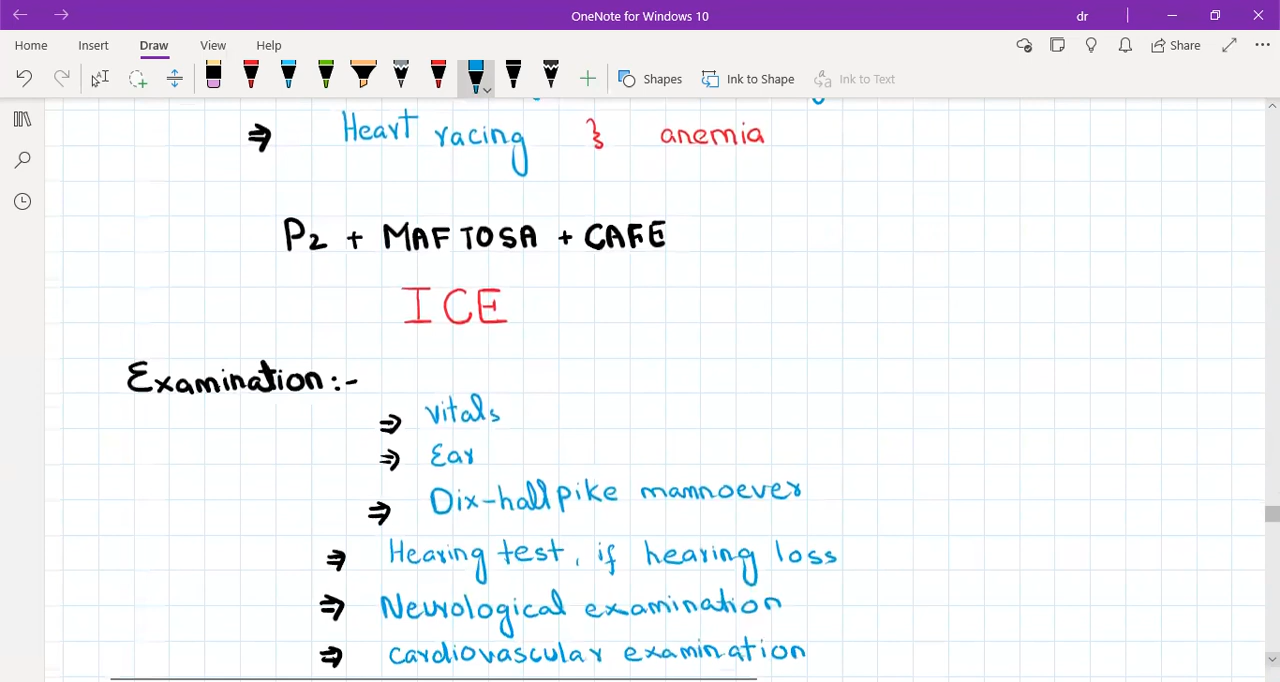 OneNote for Windows 10
dr
Home Insert Draw View Help
Share
Shapes Ink to Shape Ink to Text
⇒ Heart racing } anemia
P2 + MAFTOSA + CAFE
ICE
Examination:-
⇒ vitals
⇒ Ear
⇒ Dix-hallpike mannoever
⇒ Hearing test, if hearing loss
⇒ Neurological examination
⇒ cardiovascular examination